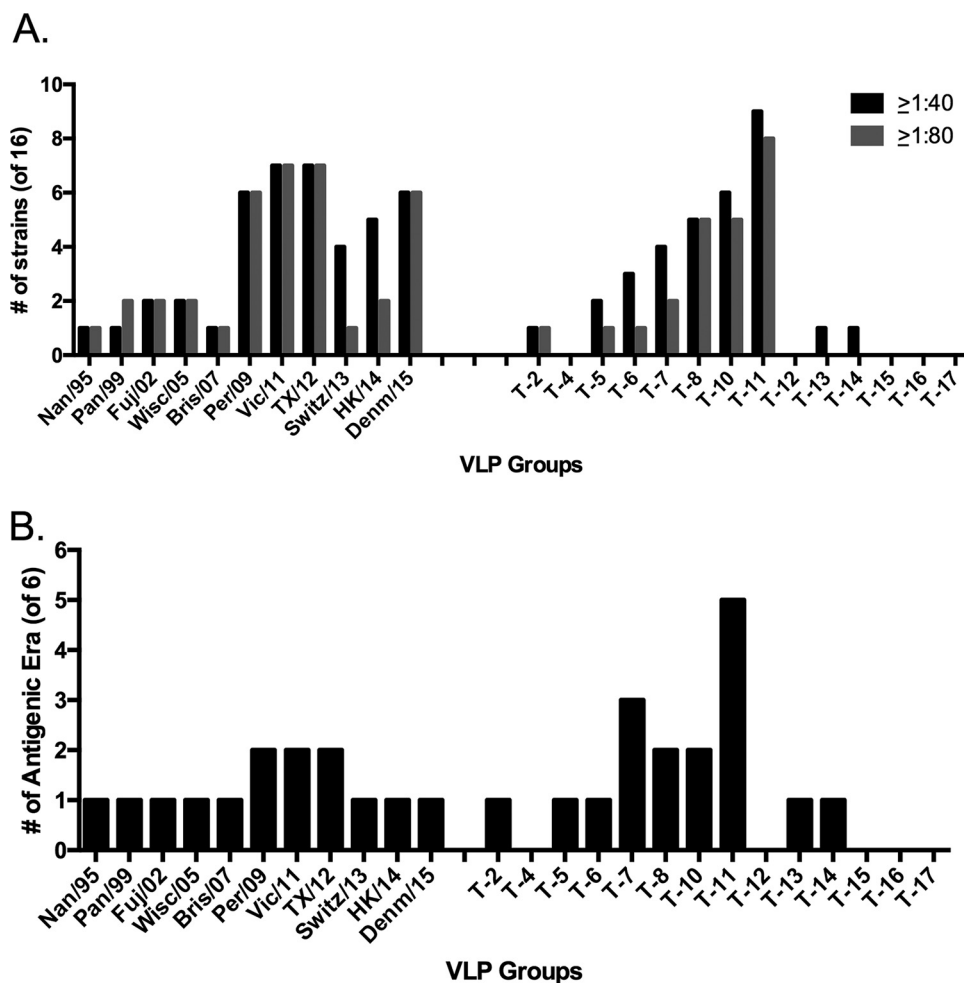 A.
# of strains (of 16)
10
8
6
4
2
0
≥1:40
≥1:80
Nan/95
Pan/99
Fuj/02
Wisc/05
Bris/07
Per/09
Vic/11
TX/12
Switz/13
HK/14
Denm/15
T-2
T-4
T-5
T-6
T-7
T-8
T-10
T-11
T-12
T-13
T-14
T-15
T-16
T-17
VLP Groups
B.
# of Antigenic Era (of 6)
6
5
4
3
2
1
0
Nan/95
Pan/99
Fuj/02
Wisc/05
Bris/07
Per/09
Vic/11
TX/12
Switz/13
HK/14
Denm/15
T-2
T-4
T-5
T-6
T-7
T-8
T-10
T-11
T-12
T-13
T-14
T-15
T-16
T-17
VLP Groups